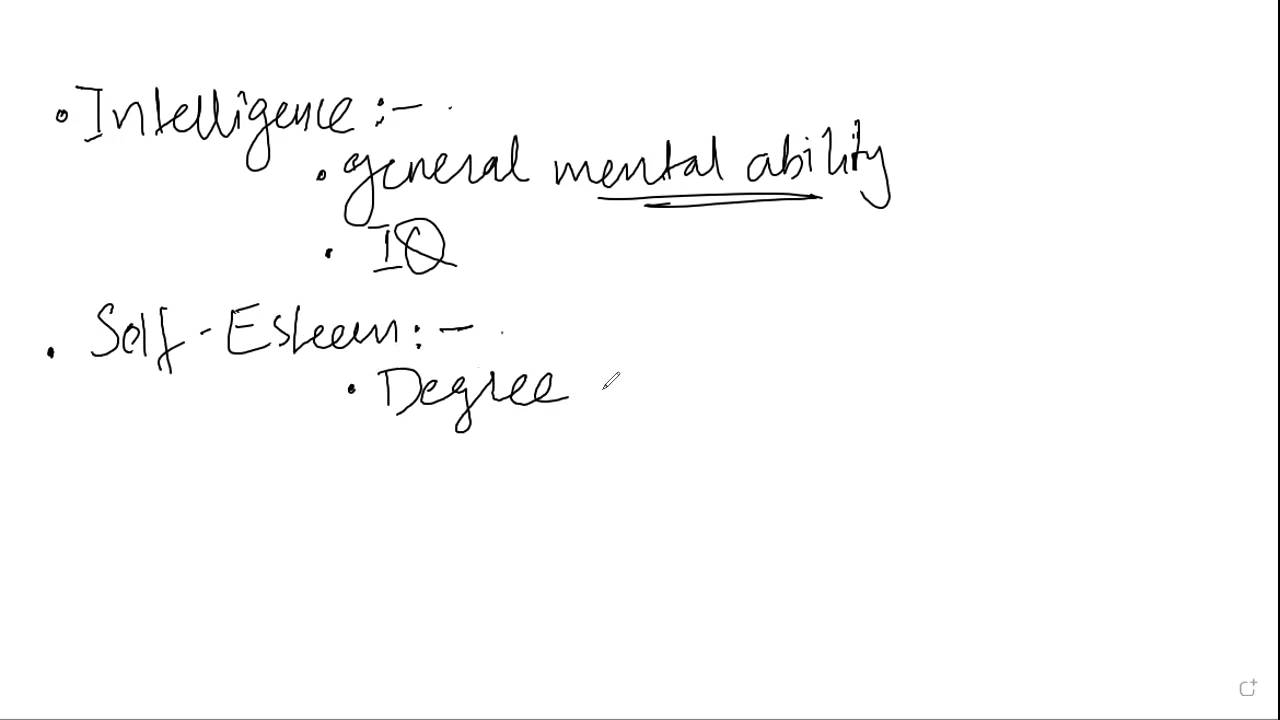 • Intelligence :-
• general mental ability
• IQ
• Self-Esteem :-
• Degree